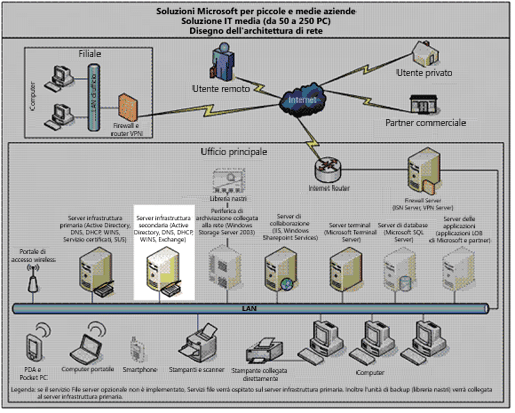 Soluzioni Microsoft per piccole e medie aziende
Soluzione IT media (da 50 a 250 PC)
Disegno dell'architettura di rete
Filiale
Computer
LAN di ufficio
Firewall e
router VPN
Utente remoto
Internet
Utente privato
Partner commerciale
Ufficio principale
Internet Router
Firewall Server
(ISN Server, VPN Server)
Libreria nastri
Portale di
accesso wireless
Server infrastruttura
primaria (Active Directory,
DNS, DHCP, WINS,
Servizio certificati, SUS)
Server infrastruttura
secondaria (Active
Directory, DNS, DHCP,
WINS, Exchange)
Periferica di
archiviazione collegata
alla rete (Windows
Storage Server 2003)
Server di
collaborazione
(IIS, Windows
Sharepoint Services)
Server terminal
(Microsoft Terminal
Server)
Server di database
(Microsoft SQL
Server)
Server delle
applicazioni
(applicazioni LOB
di Microsoft e partner)
LAN
PDA e
Pocket PC
Computer portatile
Smartphone
Stampanti e scanner
Stampante collegata
direttamente
Computer
Legenda: se il servizio File server opzionale non è implementato, Servizi file verrà ospitato sul server infrastruttura primaria. Inoltre l'unità di backup (libreria nastri) verrà collegata
al server infrastruttura primaria.